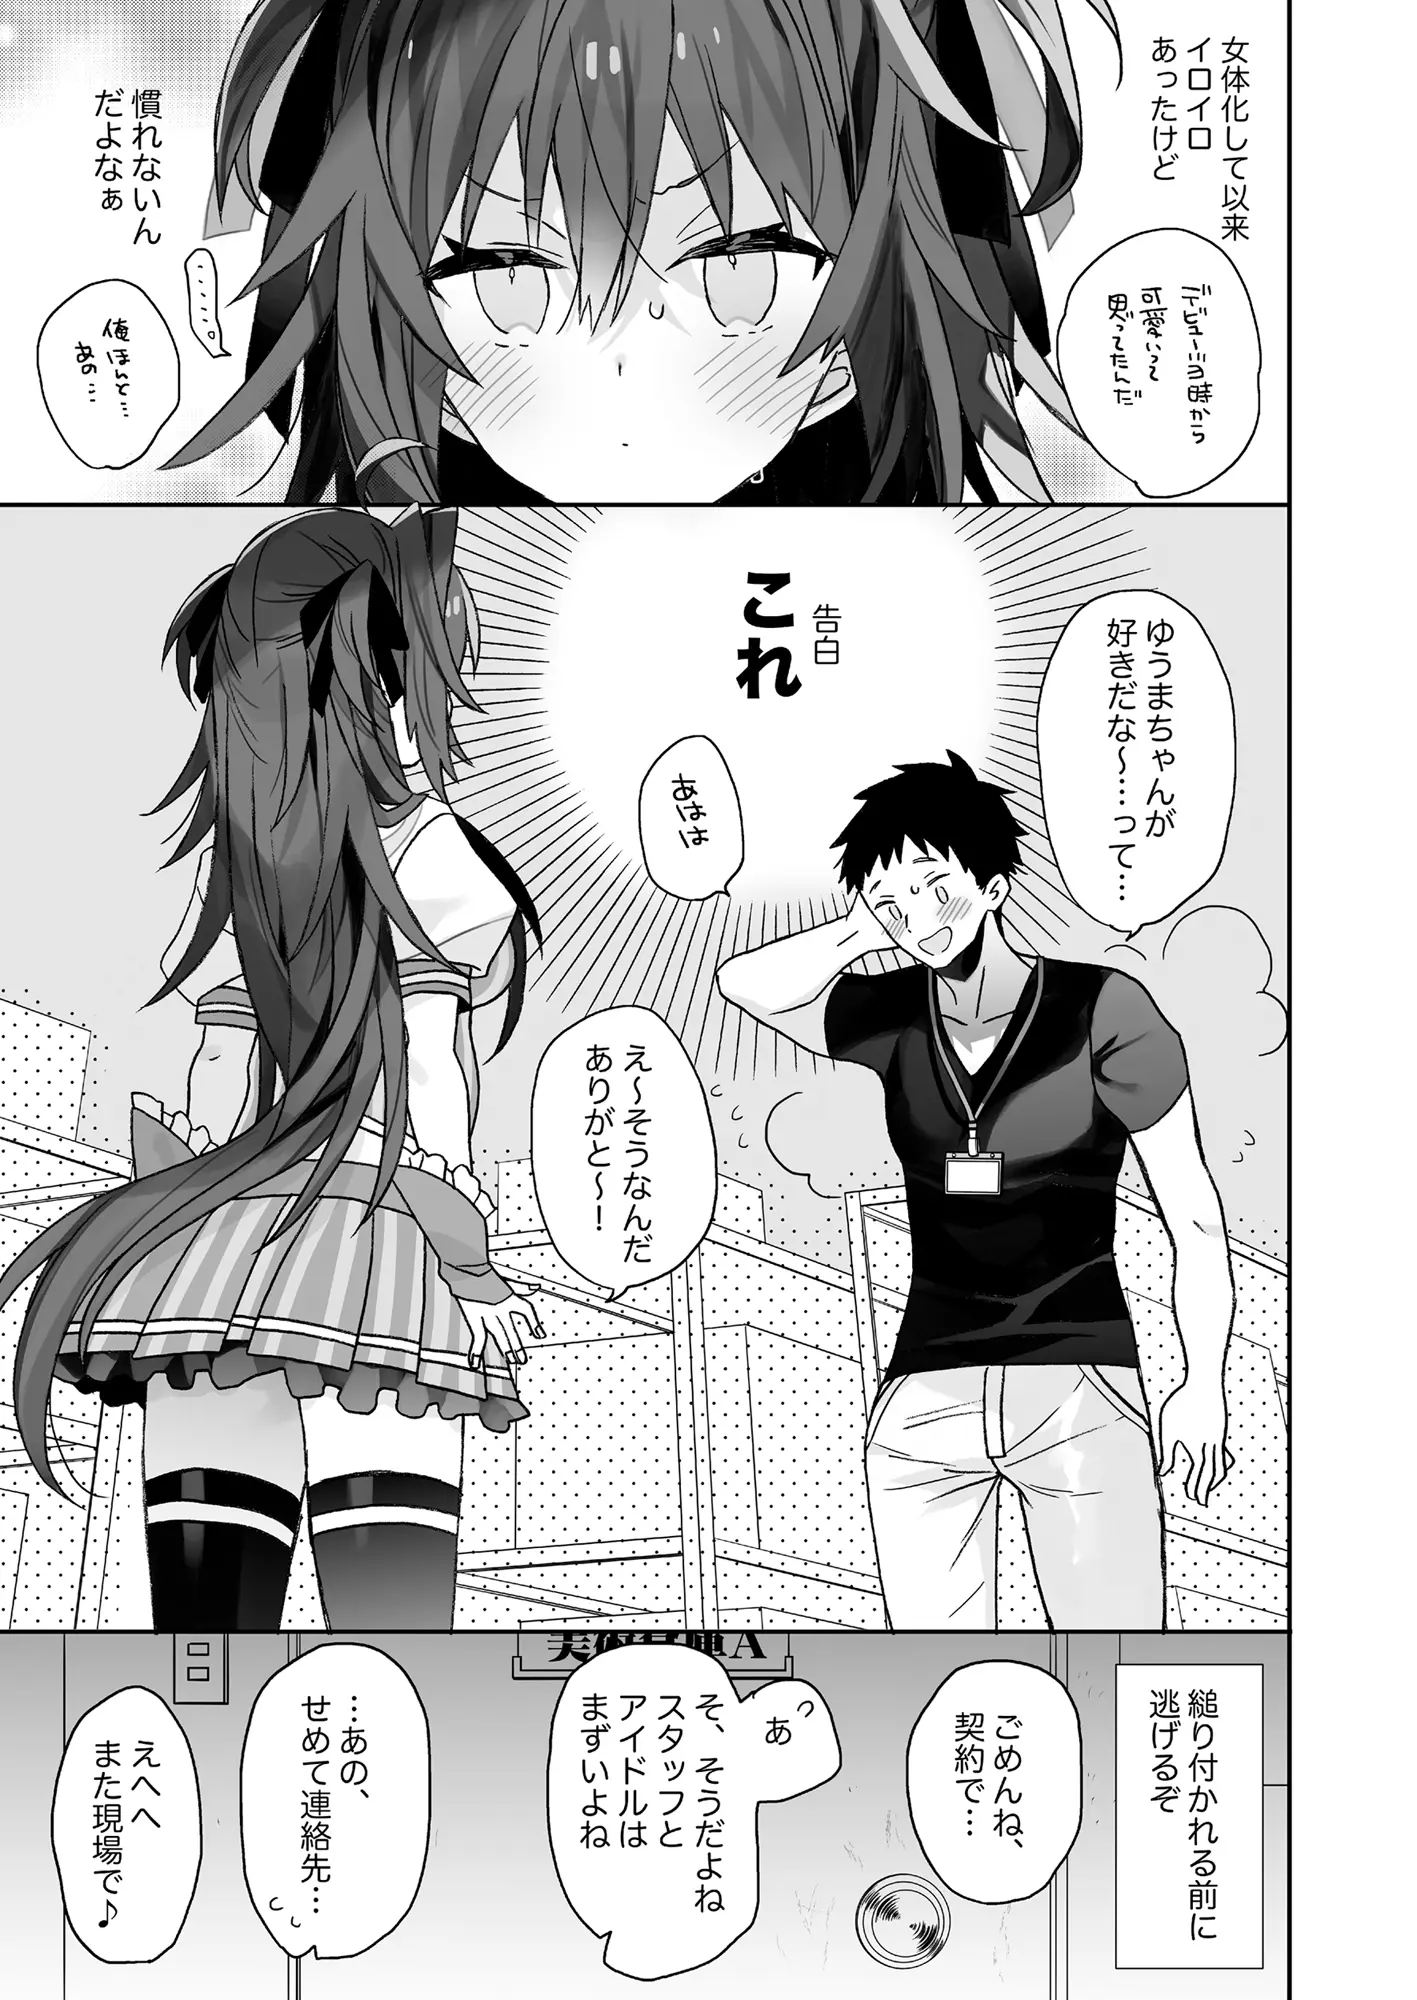 女体化して以来
イロイロ
あったけど
デビュー当時から
可愛いって
思ってたんだ
慣れないん
だよなぁ
……。
俺ほんと…
あの…
ゆうまちゃんが
好きだな～…って…
告白
これ
あはは
え～そうなんだ
ありがと～！
縋り付かれる前に
逃げるぞ
ごめんね、
契約で…
あっ
そ、そうだよね
スタッフと
アイドルは
まずいよね
美術倉庫A
…あの、
せめて連絡先…
えへへ
また現場で♪